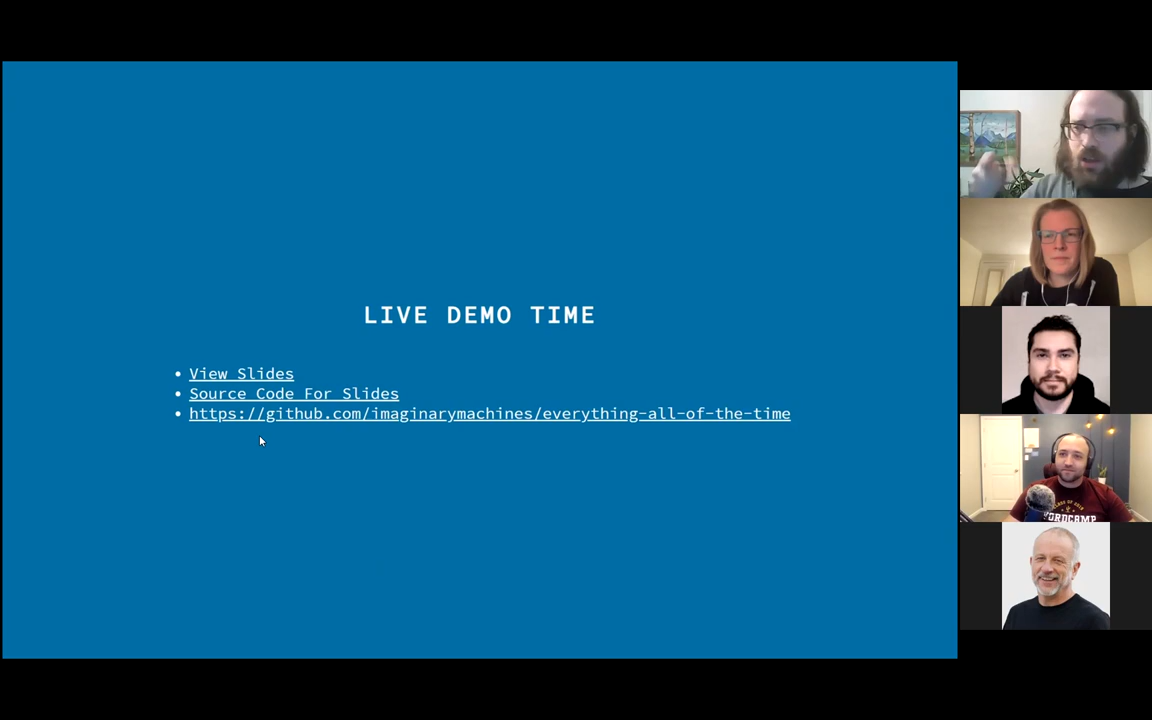 LIVE DEMO TIME
View Slides
Source Code For Slides
https://github.com/imaginarymachines/everything-all-of-the-time